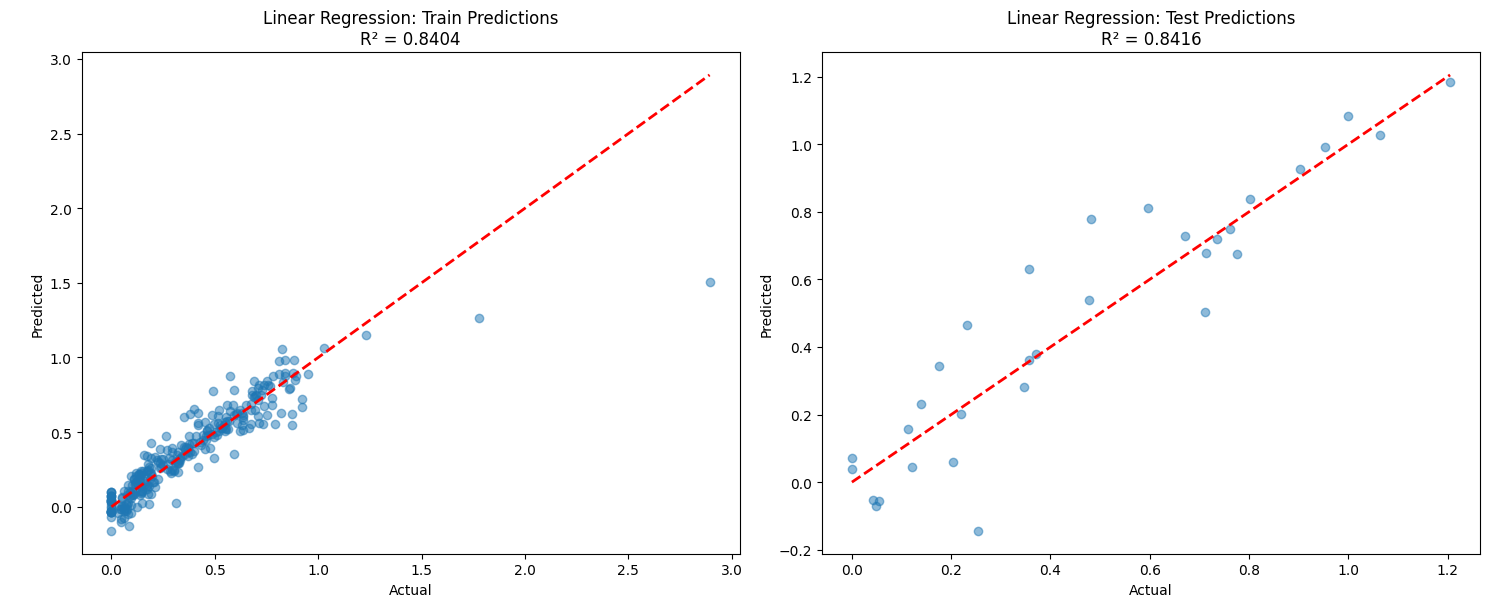 Linear Regression: Train Predictions
R² = 0.8404
3.0
2.5
2.0
1.5
1.0
0.5
0.0
Predicted
0.0 0.5 1.0 1.5 2.0 2.5 3.0
Actual
Linear Regression: Test Predictions
R² = 0.8416
1.2
1.0
0.8
0.6
0.4
0.2
0.0
−0.2
Predicted
0.0 0.2 0.4 0.6 0.8 1.0 1.2
Actual